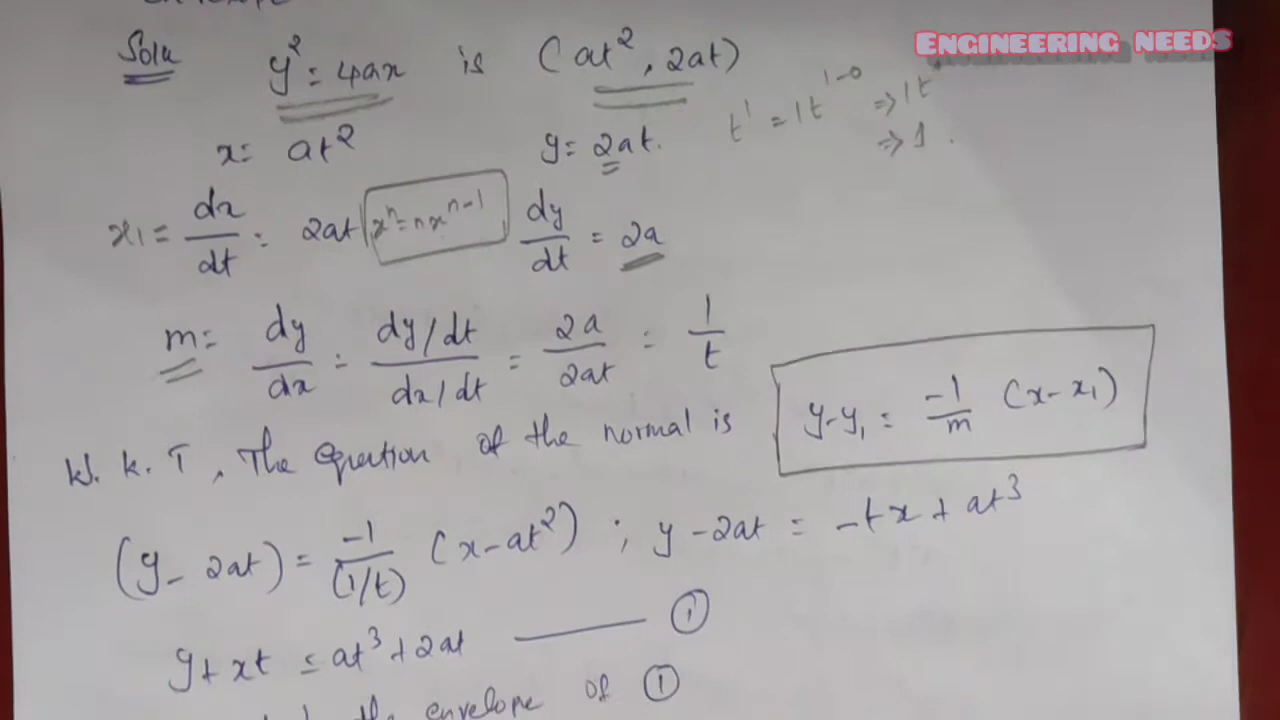 ENGINEERING NEEDS
Soln y² = 4ax is (at², 2at)
x = at² y = 2at. t¹ = 1t¹⁻⁰ ⇒ 1t
⇒ 1.
x₁ = dx/dt = 2at xⁿ = nxⁿ⁻¹ dy/dt = 2a
m = dy/dx = (dy/dt)/(dx/dt) = 2a/2at = 1/t
W. K. T, The equation of the normal is y - y₁ = -1/m (x - x₁)
(y - 2at) = -1/(1/t) (x - at²) ; y - 2at = -tx + at³
y + xt = at³ + 2at ——— ①
the envelope of ①